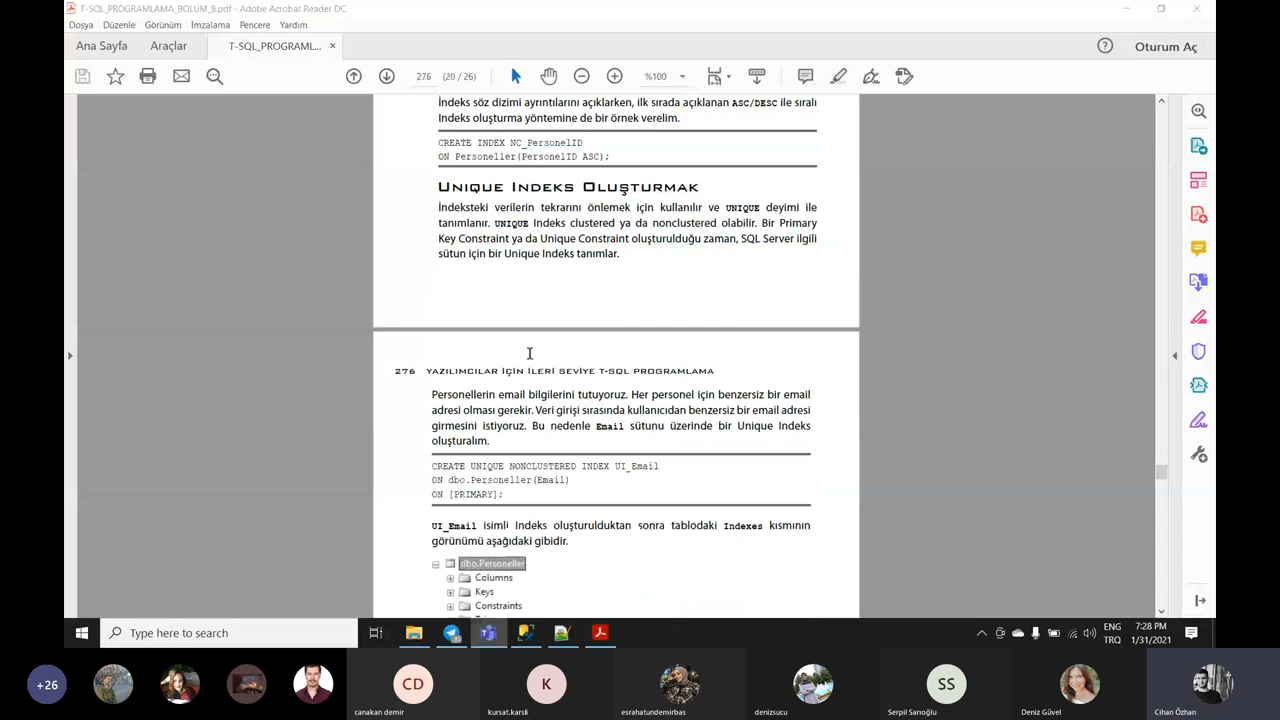 T-SQL_PROGRAMLAMA_BOLUM_8.pdf - Adobe Acrobat Reader DC
Dosya Düzenle Görünüm İmzalama Pencere Yardım
Ana Sayfa Araçlar T-SQL_PROGRAML... × Oturum Aç
276 (20 / 26) %100
İndeks söz dizimi ayrıntılarını açıklarken, ilk sırada açıklanan ASC/DESC ile sıralı
Indeks oluşturma yöntemine de bir örnek verelim.
CREATE INDEX NC_PersonelID
ON Personeller(PersonelID ASC);
UNIQUE INDEKS OLUŞTURMAK
İndeksteki verilerin tekrarını önlemek için kullanılır ve UNIQUE deyimi ile
tanımlanır. UNIQUE Indeks clustered ya da nonclustered olabilir. Bir Primary
Key Constraint ya da Unique Constraint oluşturulduğu zaman, SQL Server ilgili
sütun için bir Unique Indeks tanımlar.
276 YAZILIMCILAR İÇİN İLERİ SEVİYE T-SQL PROGRAMLAMA
Personellerin email bilgilerini tutuyoruz. Her personel için benzersiz bir email
adresi olması gerekir. Veri girişi sırasında kullanıcıdan benzersiz bir email adresi
girmesini istiyoruz. Bu nedenle Email sütunu üzerinde bir Unique Indeks
oluşturalım.
CREATE UNIQUE NONCLUSTERED INDEX UI_Email
ON dbo.Personeller(Email)
ON [PRIMARY];
UI_Email isimli Indeks oluşturulduktan sonra tablodaki Indexes kısmının
görünümü aşağıdaki gibidir.
dbo.Personeller
Columns
Keys
Constraints
Type here to search
ENG 7:28 PM
TRQ 1/31/2021
+26 CD K SS
canakan demir kursat.karsli esrahatundemirbas denizsucu Serpil Sarıoğlu Deniz Güvel Cihan Özhan